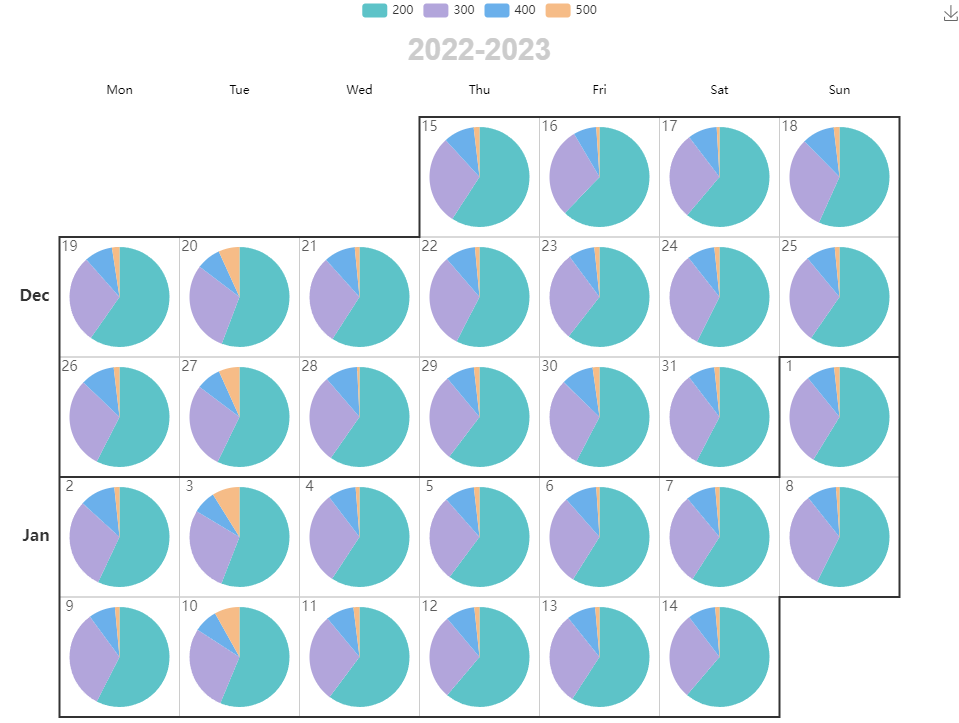 200 300 400 500
2022-2023
Mon Tue Wed Thu Fri Sat Sun
15 16 17 18
19 20 21 22 23 24 25
Dec
26 27 28 29 30 31 1
2 3 4 5 6 7 8
Jan
9 10 11 12 13 14